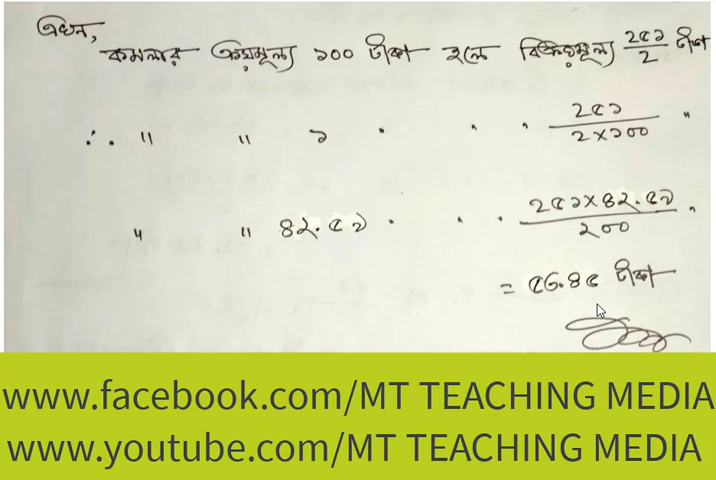 এখন,
কমলার ক্রয়মূল্য ১০০ টাকা হলে বিক্রয়মূল্য ২৫১/২ টাকা
∴ " " ১ " " " ২৫১/২×১০০ "
" " ৪২.৫৯ " " " ২৫১×৪২.৫৯/২০০ "
= ৫৩.৪৫ টাকা
www.facebook.com/MT TEACHING MEDIA
www.youtube.com/MT TEACHING MEDIA